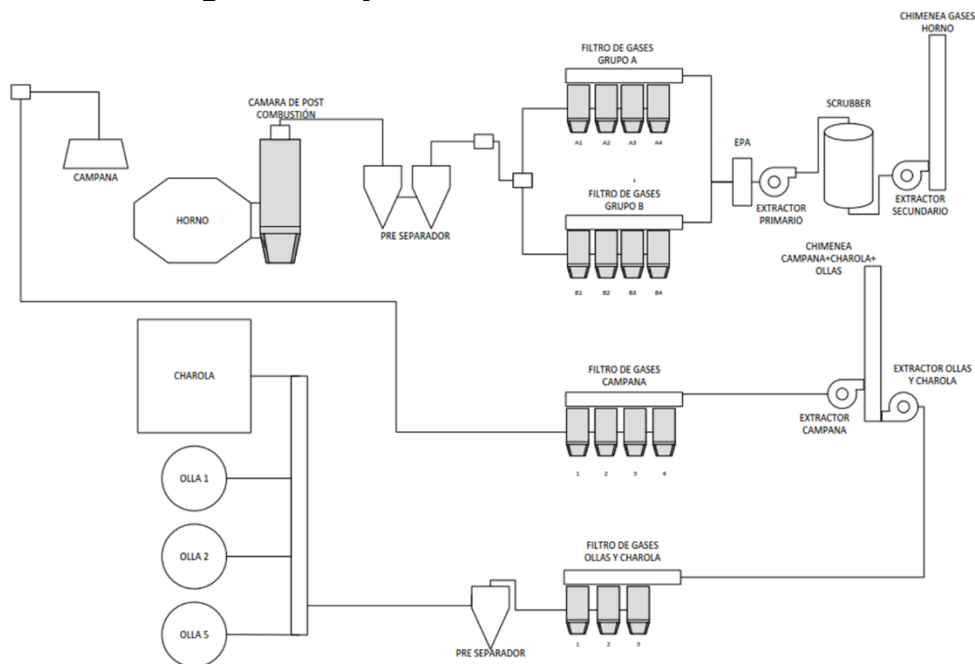 CHIMENEA GASES
HORNO
FILTRO DE GASES
GRUPO A
CAMARA DE POST
COMBUSTIÓN
SCRUBBER
A1 A2 A3 A4
EPA
CAMPANA
FILTRO DE GASES
GRUPO B
EXTRACTOR
PRIMARIO
EXTRACTOR
SECUNDARIO
HORNO
PRE SEPARADOR
CHIMENEA
CAMPANA+CHAROLA+
OLLAS
B1 B2 B3 B4
CHAROLA
FILTRO DE GASES
CAMPANA
EXTRACTOR OLLAS
Y CHAROLA
EXTRACTOR
CAMPANA
1 2 3 4
OLLA 1
OLLA 2
FILTRO DE GASES
OLLAS Y CHAROLA
OLLA 5
1 2 3
PRE SEPARADOR